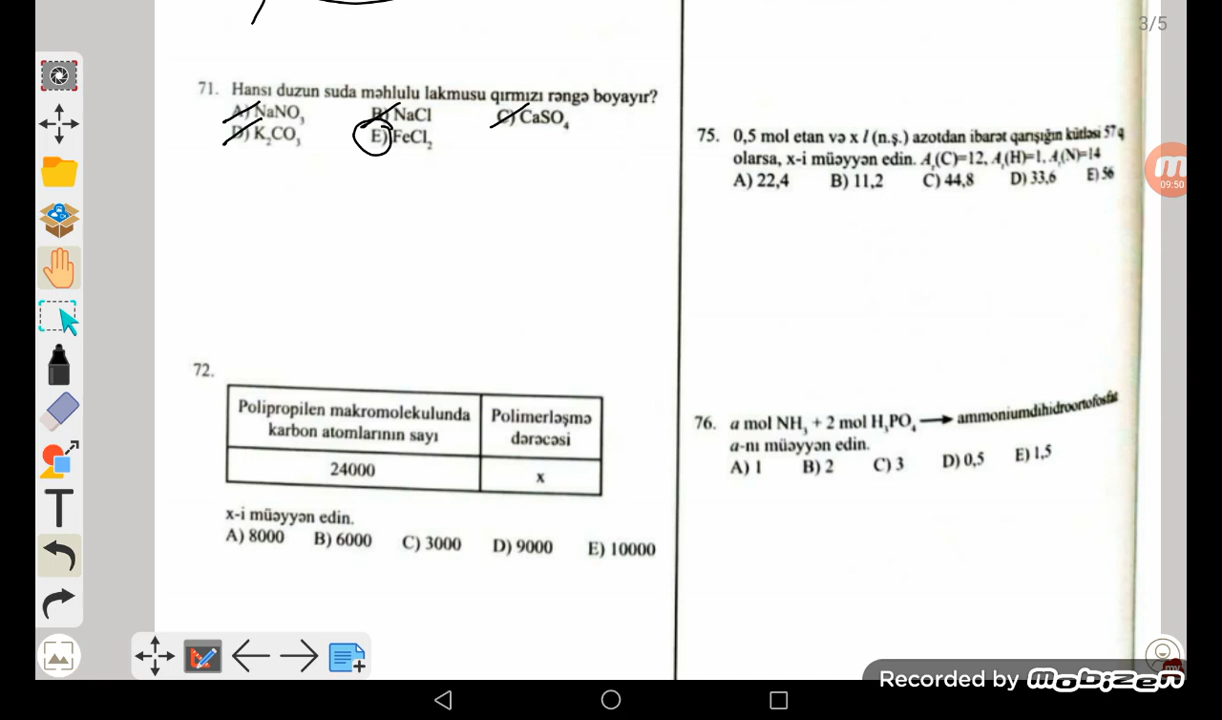 3/5
71. Hansı duzun suda məhlulu lakmusu qırmızı rəngə boyayır?
A) NaNO₃ B) NaCl C) CaSO₄
D) K₂CO₃ E) FeCl₂
72.
Polipropilen makromolekulunda karbon atomlarının sayı
Polimerləşmə dərəcəsi
24000 x
x-i müəyyən edin.
A) 8000 B) 6000 C) 3000 D) 9000 E) 10000
75. 0,5 mol etan və x l (n.ş.) azotdan ibarət qarışığın kütləsi 57 q
olarsa, x-i müəyyən edin. Aᵣ(C)=12, Aᵣ(H)=1, Aᵣ(N)=14
A) 22,4 B) 11,2 C) 44,8 D) 33,6 E) 56
76. a mol NH₃ + 2 mol H₃PO₄ → ammoniumdihidroortofosfat
a-nı müəyyən edin.
A) 1 B) 2 C) 3 D) 0,5 E) 1,5
09:50
T
Recorded by mobizen